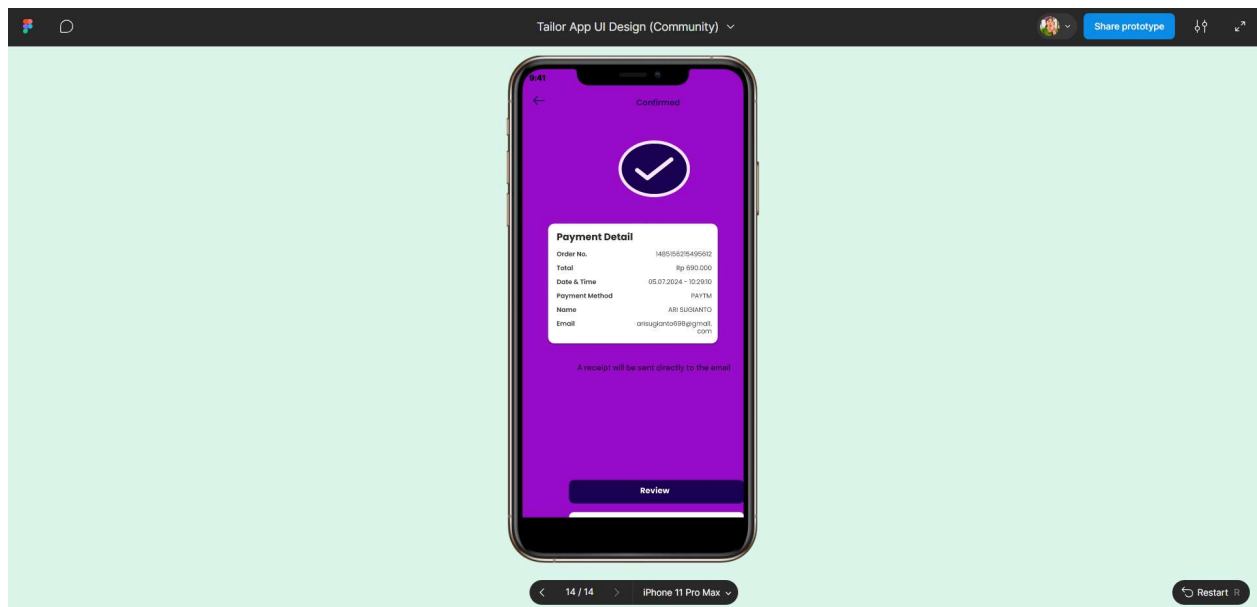 Tailor App UI Design (Community)
Share prototype
9:41
Confirmed
Payment Detail
Order No. 1485156215495612
Total Rp 690.000
Date & Time 05.07.2024 - 10:29:10
Payment Method PAYTM
Name ARI SUGIANTO
Email arisugianto698@gmail.
com
A receipt will be sent directly to the email
Review
14 / 14
iPhone 11 Pro Max
Restart R